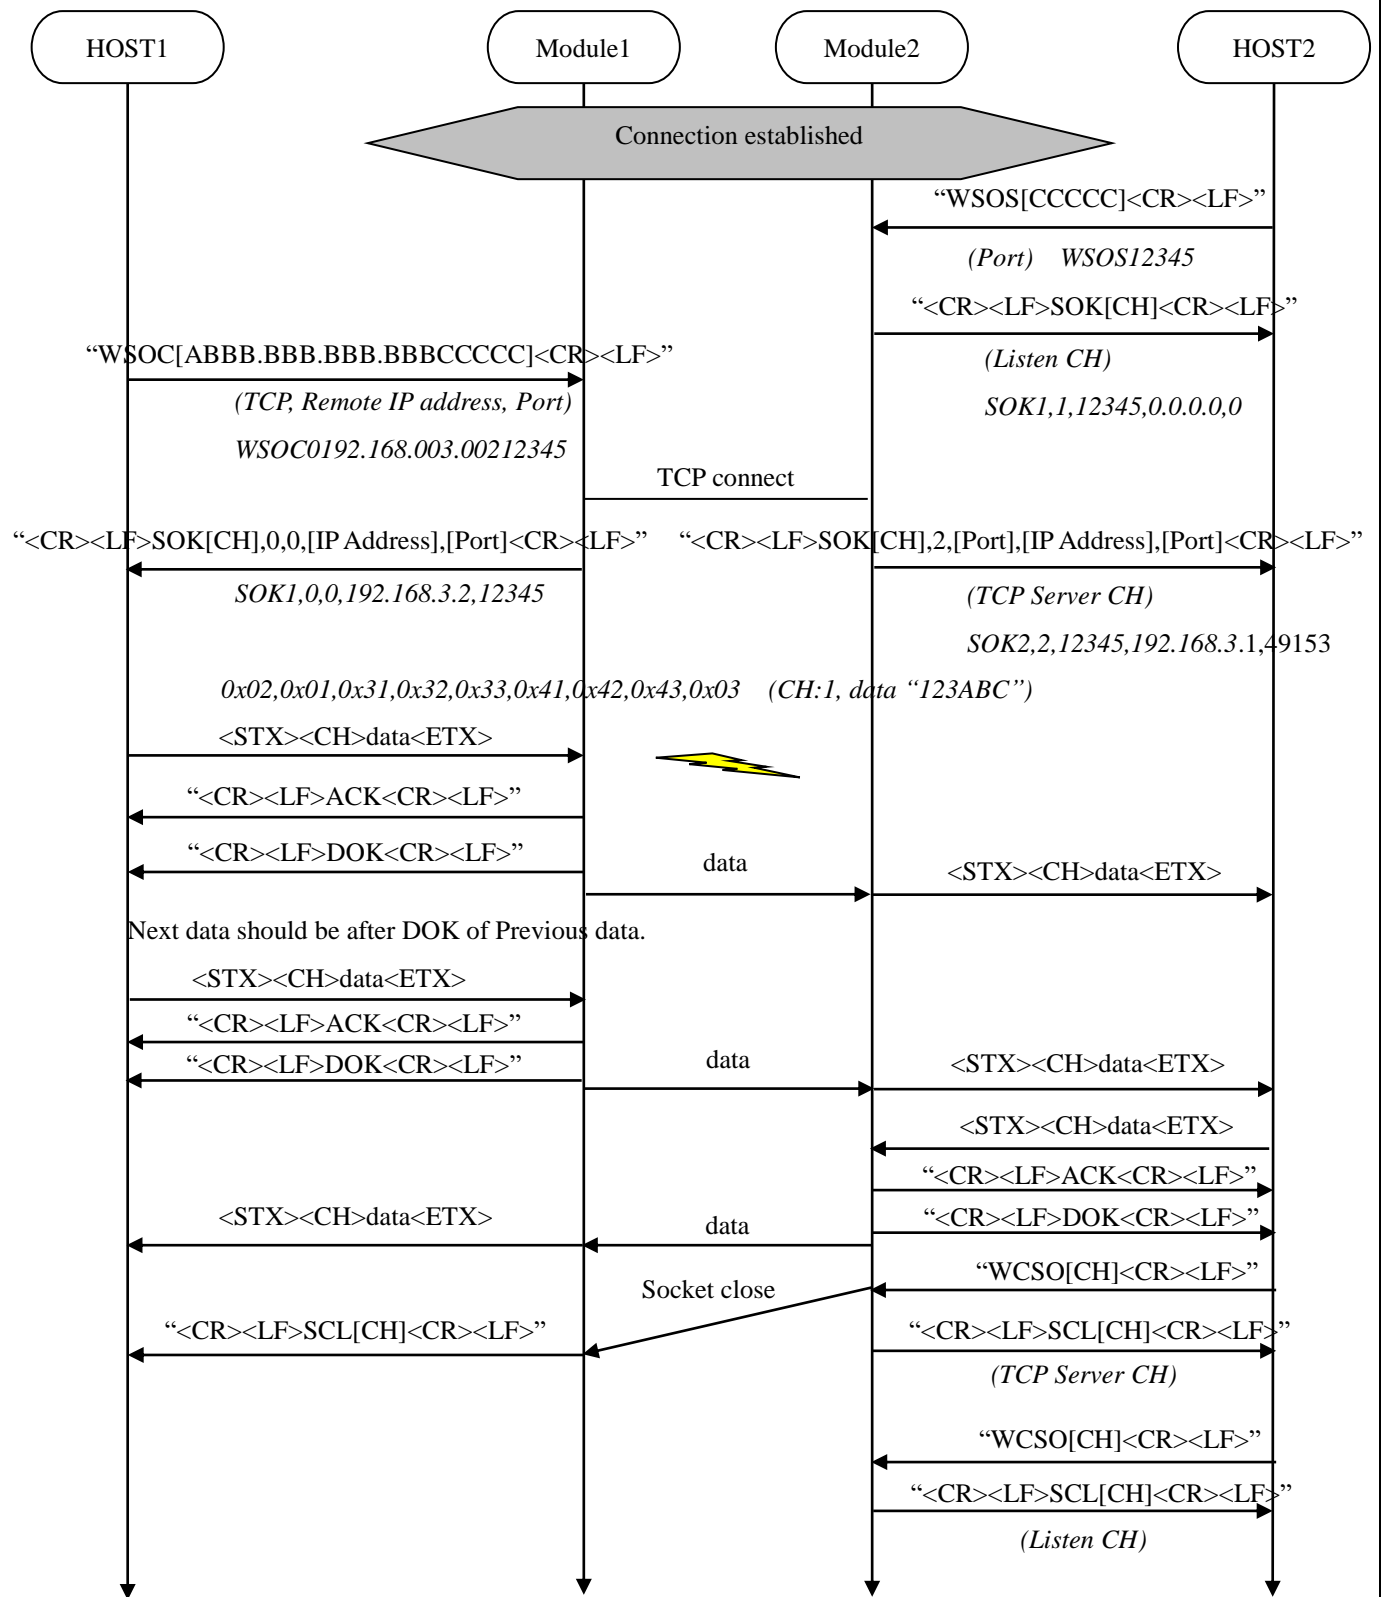 HOST1
Module1
Module2
HOST2
Connection established
“WSOS[CCCCC]<CR><LF>”
(Port) WSOS12345
“<CR><LF>SOK[CH]<CR><LF>”
“WSOC[ABBB.BBB.BBB.BBBCCCCC]<CR><LF>”
(Listen CH)
(TCP, Remote IP address, Port)
SOK1,1,12345,0.0.0.0,0
WSOC0192.168.003.00212345
TCP connect
“<CR><LF>SOK[CH],0,0,[IP Address],[Port]<CR><LF>”
“<CR><LF>SOK[CH],2,[Port],[IP Address],[Port]<CR><LF>”
SOK1,0,0,192.168.3.2,12345
(TCP Server CH)
SOK2,2,12345,192.168.3.1,49153
0x02,0x01,0x31,0x32,0x33,0x41,0x42,0x43,0x03 (CH:1, data “123ABC”)
<STX><CH>data<ETX>
“<CR><LF>ACK<CR><LF>”
“<CR><LF>DOK<CR><LF>”
data
<STX><CH>data<ETX>
Next data should be after DOK of Previous data.
<STX><CH>data<ETX>
“<CR><LF>ACK<CR><LF>”
“<CR><LF>DOK<CR><LF>”
data
<STX><CH>data<ETX>
<STX><CH>data<ETX>
“<CR><LF>ACK<CR><LF>”
<STX><CH>data<ETX>
data
“<CR><LF>DOK<CR><LF>”
“WCSO[CH]<CR><LF>”
Socket close
“<CR><LF>SCL[CH]<CR><LF>”
“<CR><LF>SCL[CH]<CR><LF>”
(TCP Server CH)
“WCSO[CH]<CR><LF>”
“<CR><LF>SCL[CH]<CR><LF>”
(Listen CH)